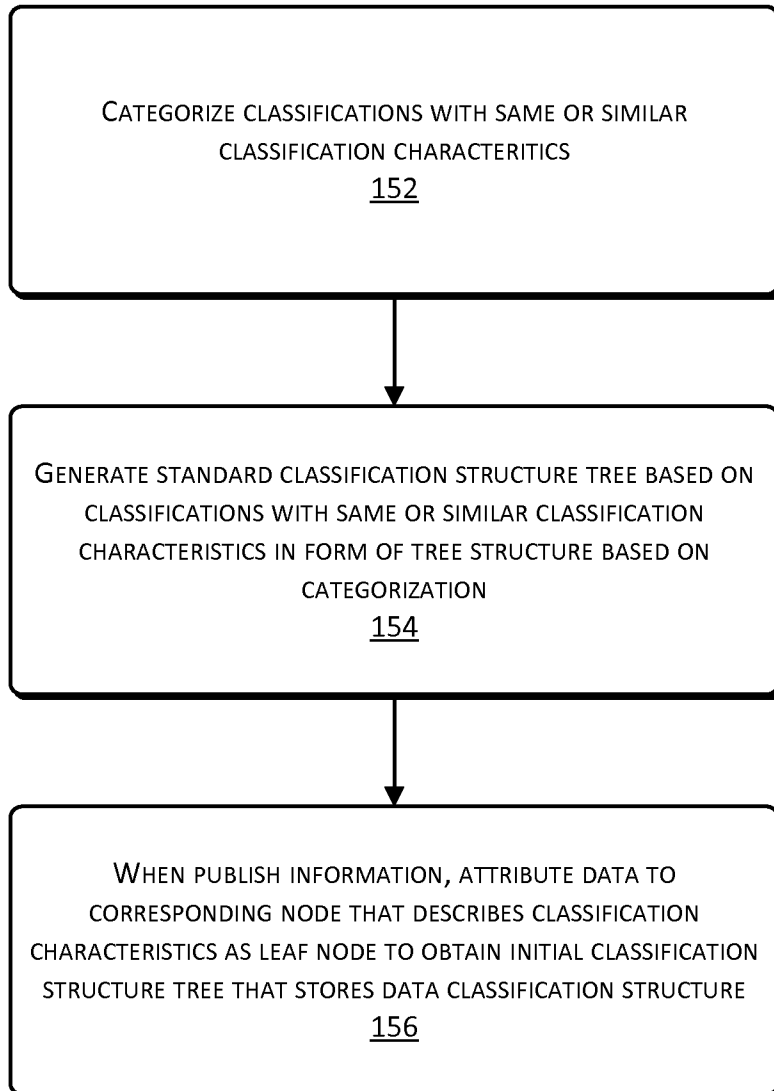 CATEGORIZE CLASSIFICATIONS WITH SAME OR SIMILAR
CLASSIFICATION CHARACTERITICS
152
GENERATE STANDARD CLASSIFICATION STRUCTURE TREE BASED ON
CLASSIFICATIONS WITH SAME OR SIMILAR CLASSIFICATION
CHARACTERISTICS IN FORM OF TREE STRUCTURE BASED ON
CATEGORIZATION
154
WHEN PUBLISH INFORMATION, ATTRIBUTE DATA TO
CORRESPONDING NODE THAT DESCRIBES CLASSIFICATION
CHARACTERISTICS AS LEAF NODE TO OBTAIN INITIAL CLASSIFICATION
STRUCTURE TREE THAT STORES DATA CLASSIFICATION STRUCTURE
156